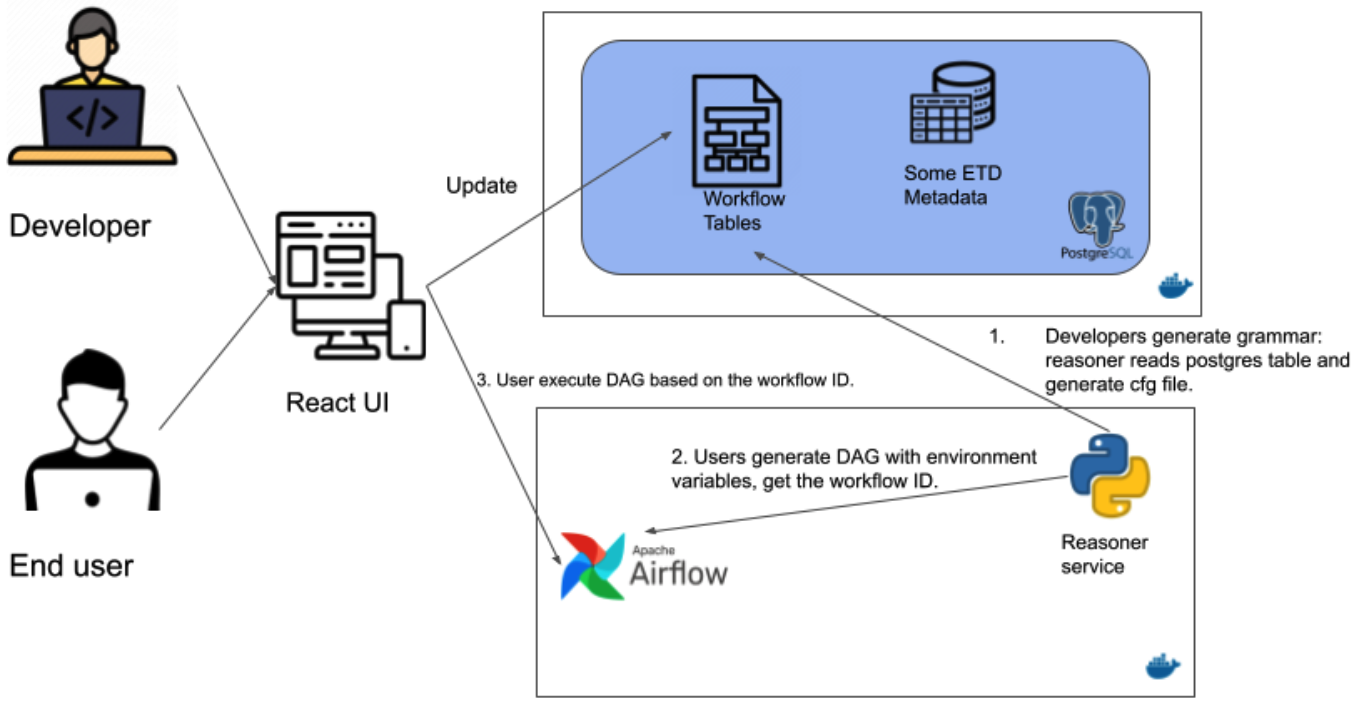 </>
Developer
Update
Workflow
Tables
Some ETD
Metadata
PostgreSQL
React UI
1. Developers generate grammar:
reasoner reads postgres table and
generate cfg file.
3. User execute DAG based on the workflow ID.
2. Users generate DAG with environment
variables, get the workflow ID.
End user
Apache
Airflow
Reasoner
service